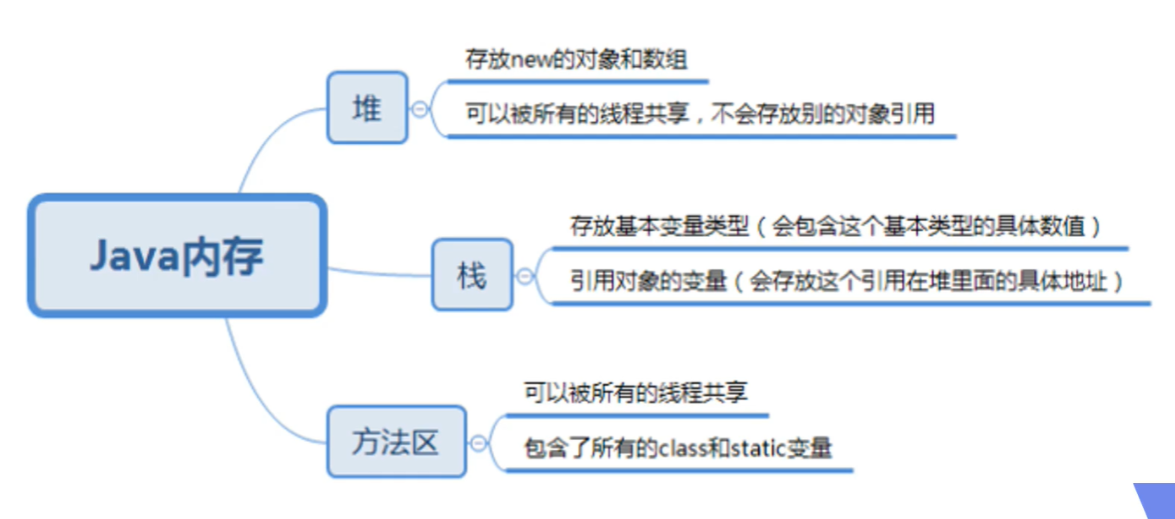 存放new的对象和数组
堆
可以被所有的线程共享，不会存放别的对象引用
存放基本变量类型（会包含这个基本类型的具体数值）
Java内存
栈
引用对象的变量（会存放这个引用在堆里面的具体地址）
可以被所有的线程共享
方法区
包含了所有的class和static变量